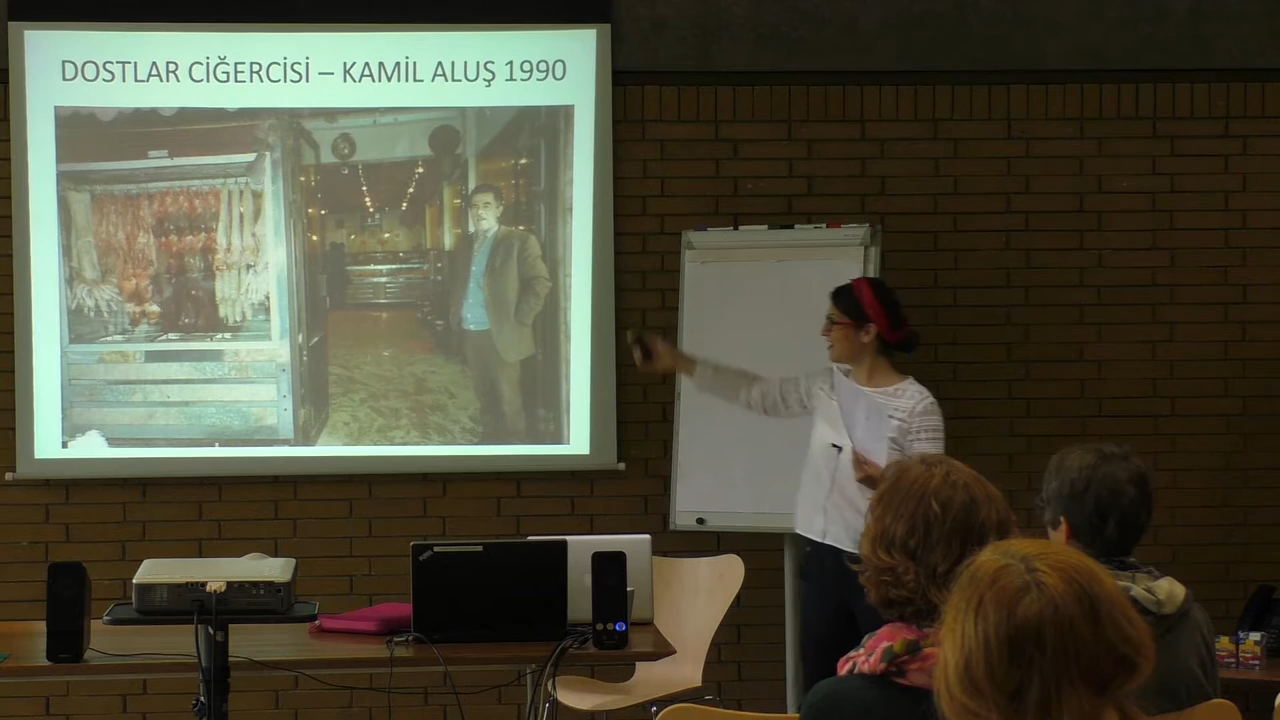 DOSTLAR CİĞERCİSİ – KAMİL ALUŞ 1990